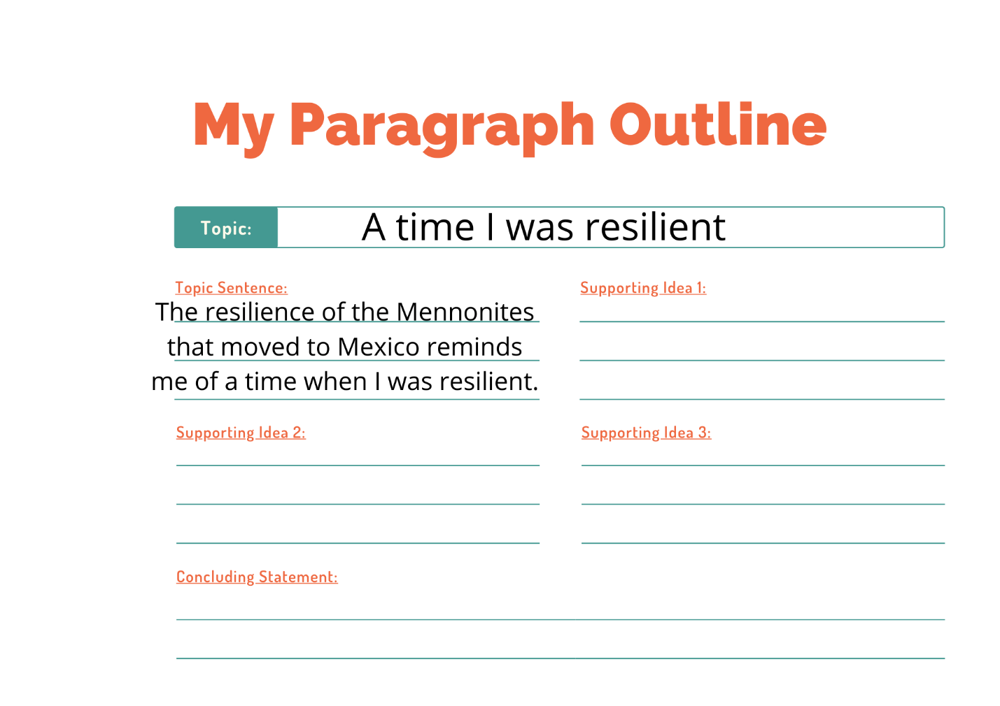 My Paragraph Outline
Topic: A time I was resilient
Topic Sentence:
The resilience of the Mennonites
that moved to Mexico reminds
me of a time when I was resilient.
Supporting Idea 1:
Supporting Idea 2:
Supporting Idea 3:
Concluding Statement: